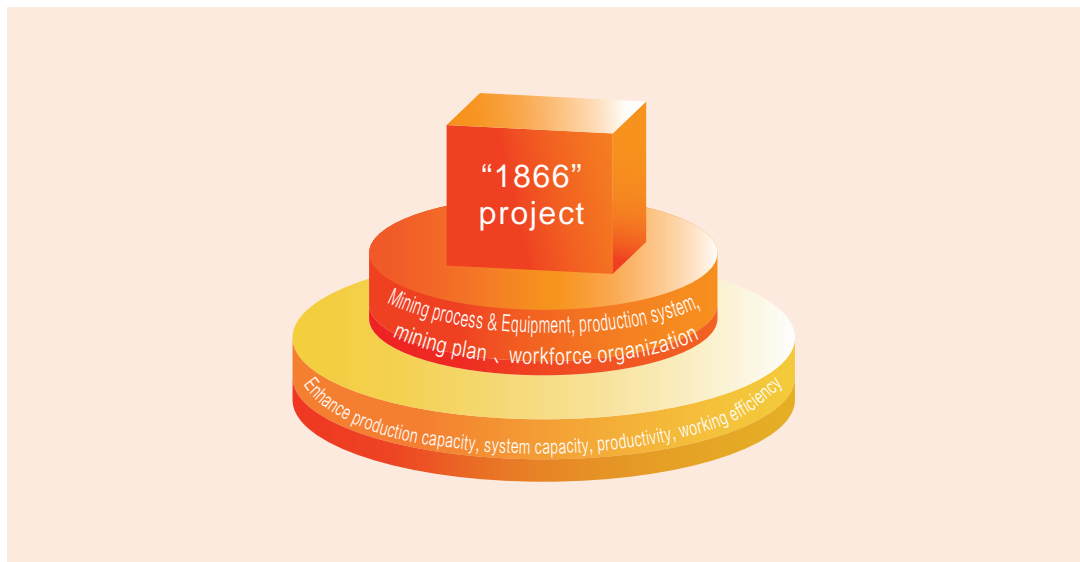 “1866”
project
Mining process & Equipment, production system,
mining plan 、workforce organization
Enhance production capacity, system capacity, productivity, working efficiency